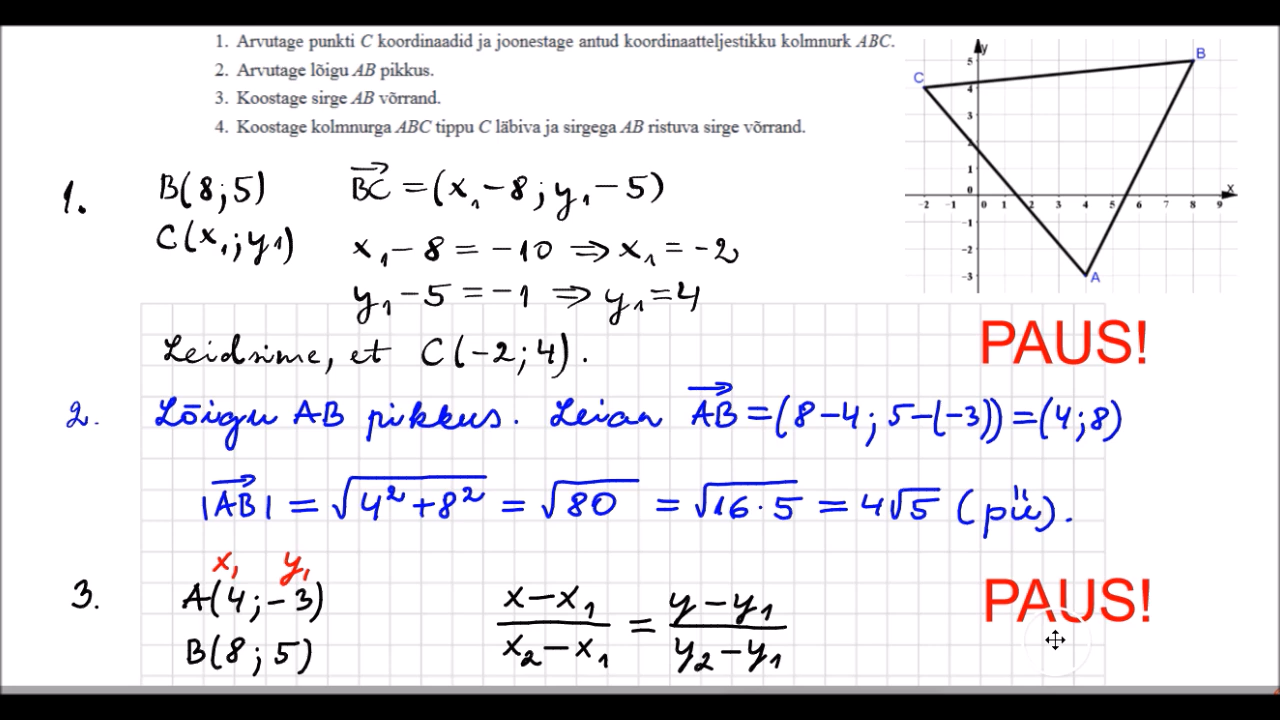 1. Arvutage punkti C koordinaadid ja joonestage antud koordinaatteljestikku kolmnurk ABC.
2. Arvutage lõigu AB pikkus.
3. Koostage sirge AB võrrand.
4. Koostage kolmnurga ABC tippu C läbiva ja sirgega AB ristuva sirge võrrand.
y
B
5
C
4
3
2
1
0
x
-2 -1 0 1 2 3 4 5 6 7 8 9
-1
-2
-3
A
1. B(8;5) BC = (x₁-8; y₁-5)
C(x₁;y₁) x₁-8 = -10 ⇒ x₁ = -2
y₁-5 = -1 ⇒ y₁ = 4
Leidsime, et C(-2;4).
PAUS!
2. Lõigu AB pikkus. Leian AB = (8-4; 5-(-3)) = (4;8)
|AB| = √(4²+8²) = √80 = √(16·5) = 4√5 (pü).
x₁ y₁
3. A(4;-3) (x-x₁)/(x₂-x₁) = (y-y₁)/(y₂-y₁)
B(8;5)
PAUS!